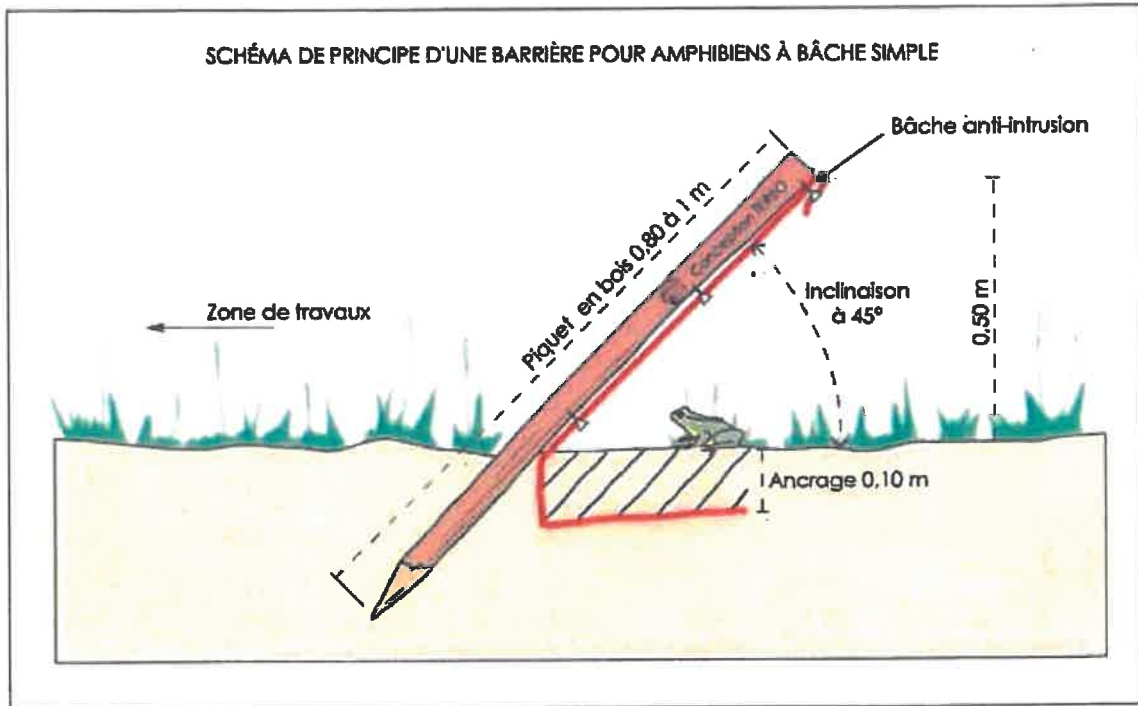 SCHÉMA DE PRINCIPE D'UNE BARRIÈRE POUR AMPHIBIENS À BÂCHE SIMPLE
Bâche anti-intrusion
Piquet en bois 0,80 à 1 m
Conception
Zone de travaux
Inclinaison
à 45°
0,50 m
Ancrage 0,10 m